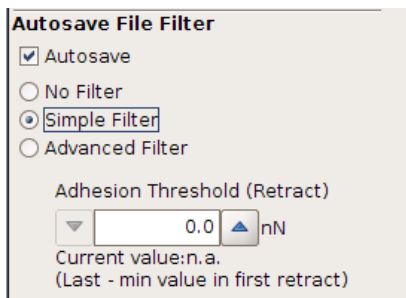 Autosave File Filter
Autosave
No Filter
Simple Filter
Advanced Filter
Adhesion Threshold (Retract)
0.0 nN
Current value:n.a.
(Last - min value in first retract)